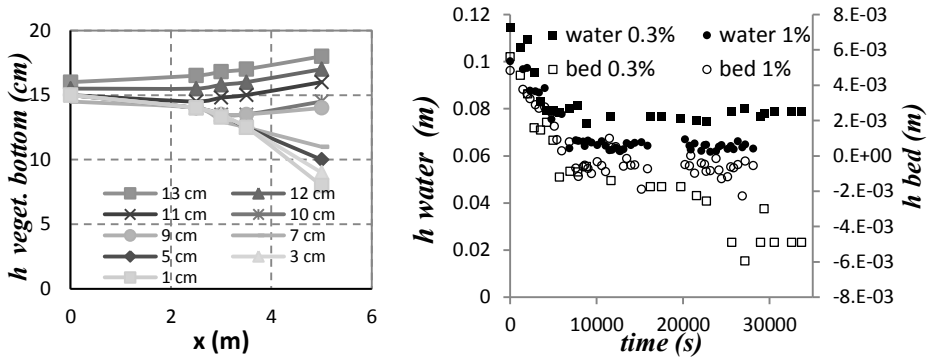 h veget. bottom (cm)
20
15
10
5
0
13 cm
12 cm
11 cm
10 cm
9 cm
7 cm
5 cm
3 cm
1 cm
0
2
4
6
x (m)
h water (m)
0.12
0.1
0.08
0.06
0.04
0.02
0
water 0.3%
water 1%
bed 0.3%
bed 1%
8.E-03
6.E-03
4.E-03
2.E-03
0.E+00
-2.E-03
-4.E-03
-6.E-03
-8.E-03
h bed (m)
0
10000
20000
30000
time (s)